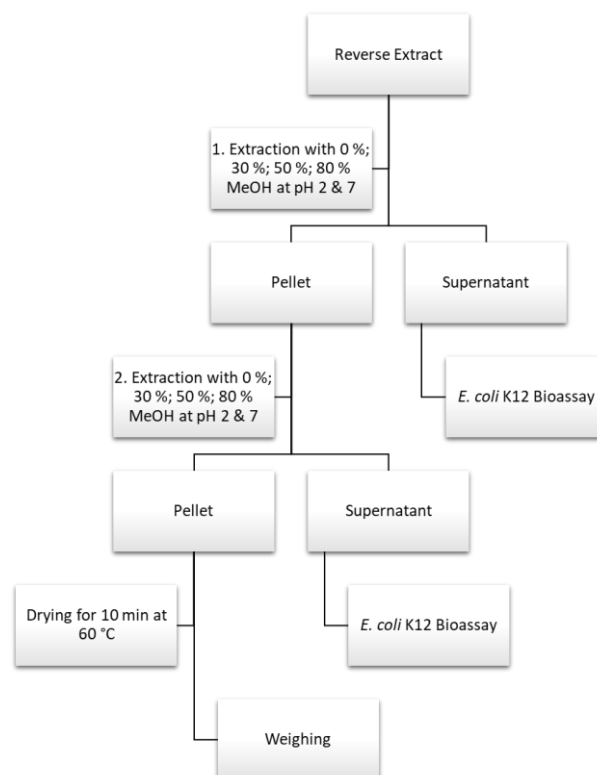 Reverse Extract
1. Extraction with 0 %;
30 %; 50 %; 80 %
MeOH at pH 2 & 7
Pellet
Supernatant
E. coli K12 Bioassay
2. Extraction with 0 %;
30 %; 50 %; 80 %
MeOH at pH 2 & 7
Pellet
Supernatant
Drying for 10 min at
60 °C
E. coli K12 Bioassay
Weighing